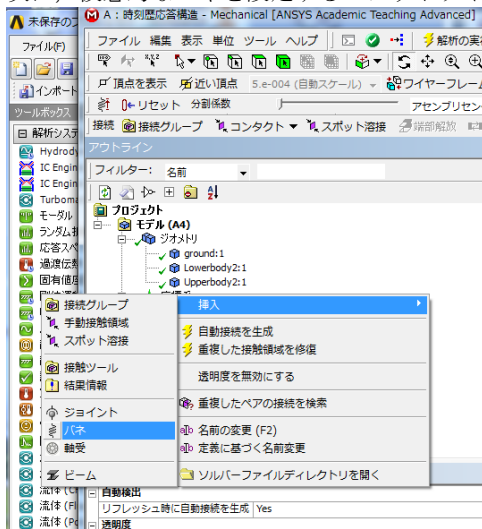 未保存のプ
A : 時刻歴応答構造 - Mechanical [ANSYS Academic Teaching Advanced]
ファイル(F)
ファイル 編集 表示 単位 ツール ヘルプ 解析の実
インポート
頂点を表示 近い頂点 5.e-004 (自動スケール) ワイヤーフレーム
リセット 分割係数 アセンブリセン
ツールボックス
接続 接続グループ コンタクト スポット溶接 端部解放
アウトライン
解析システ
Hydrody
IC Engin
IC Engin
Turboma
モーダル
ランダム
応答スペ
過渡伝熱
固有値座
フィルター: 名前
プロジェクト
モデル (A4)
ジオメトリ
ground:1
Lowerbody2:1
Upperbody2:1
接続グループ
手動接触領域
スポット溶接
接触ツール
結果情報
ジョイント
バネ
軸受
ビーム
挿入
自動接続を生成
重複した接触領域を修復
透明度を無効にする
重複したペアの接続を検索
名前の変更 (F2)
定義に基づく名前変更
ソルバーファイルディレクトリを開く
流体 (C
流体 (Fl
流体 (Po
自動検出
リフレッシュ時に自動接続を生成 Yes
透明度